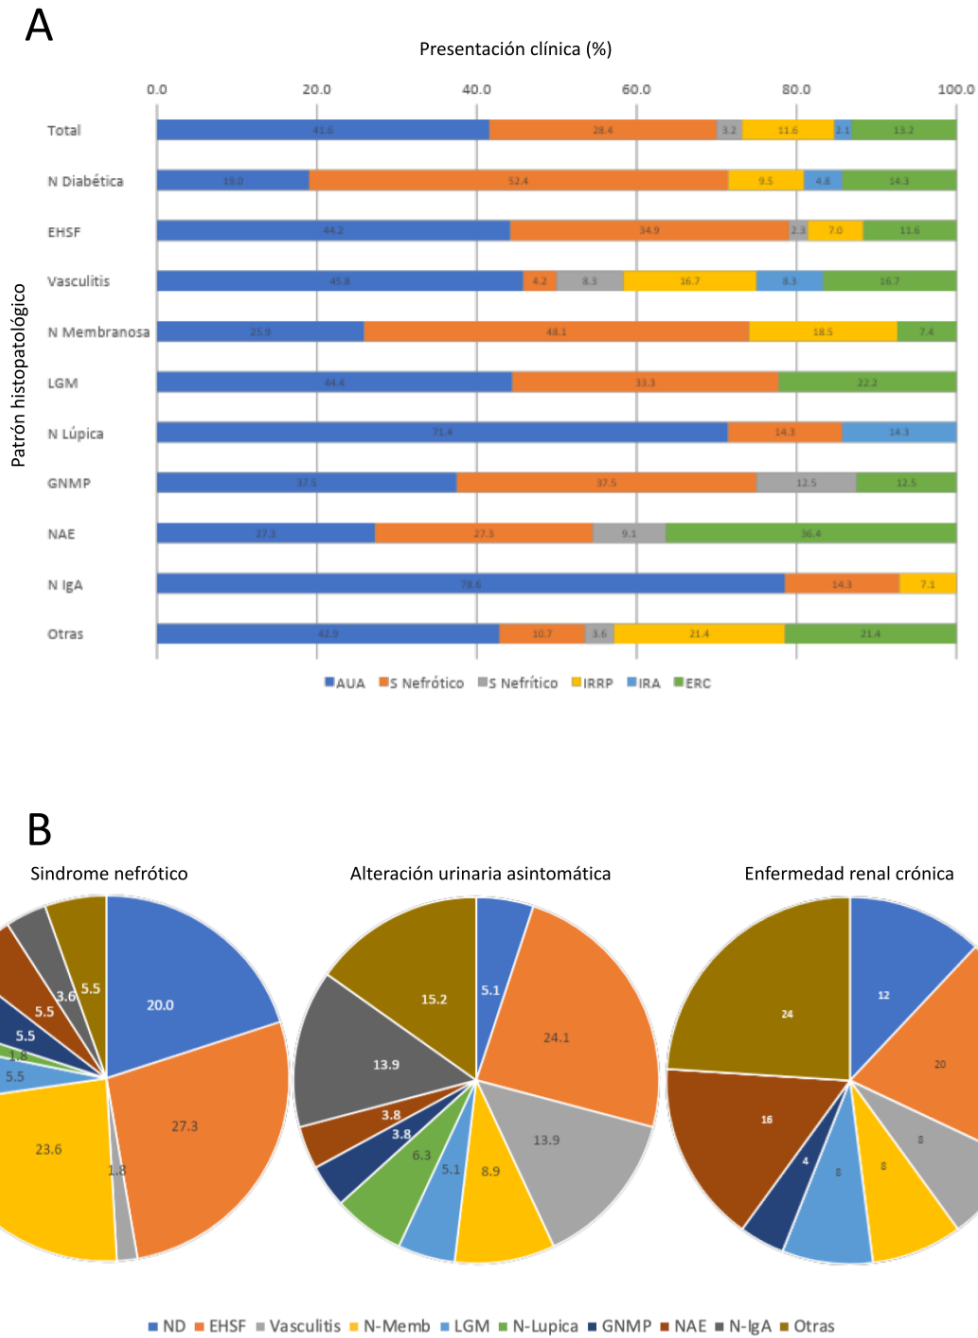 A
Presentación clínica (%)
0.0 20.0 40.0 60.0 80.0 100.0
Patrón histopatológico
Total 41.6 28.4 3.2 11.6 2.1 13.2
N Diabética 19.0 52.4 9.5 4.8 14.3
EHSF 44.2 34.9 2.3 7.0 11.6
Vasculitis 45.8 4.2 8.3 16.7 8.3 16.7
N Membranosa 25.9 48.1 18.5 7.4
LGM 44.4 33.3 22.2
N Lúpica 71.4 14.3 14.3
GNMP 37.5 37.5 12.5 12.5
NAE 27.3 27.3 9.1 36.4
N IgA 78.6 14.3 7.1
Otras 42.9 10.7 3.6 21.4 21.4
AUA S Nefrótico S Nefrítico IRRP IRA ERC
B
Sindrome nefrótico
20.0
27.3
1.8
23.6
5.5
1.8
5.5
5.5
3.6
5.5
Alteración urinaria asintomática
5.1
24.1
13.9
8.9
5.1
6.3
3.8
3.8
13.9
15.2
Enfermedad renal crónica
12
20
8
8
8
4
16
24
ND EHSF Vasculitis N-Memb LGM N-Lupica GNMP NAE N-IgA Otras